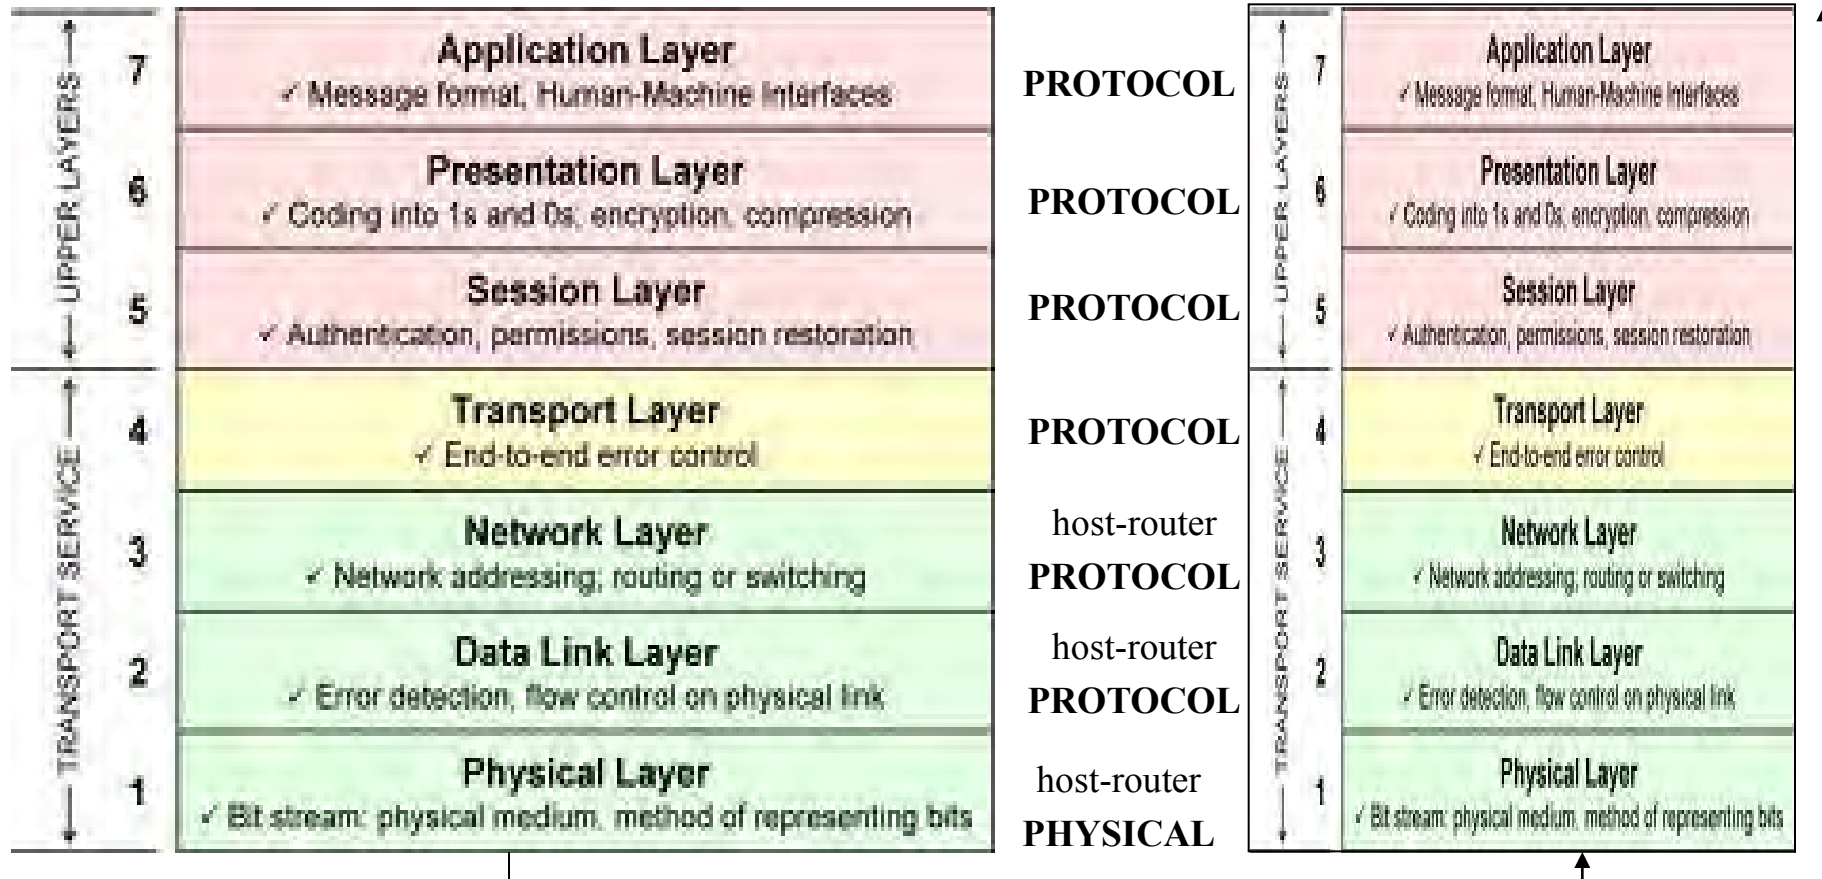 UPPER LAYERS
TRANSPORT SERVICE
7
Application Layer
✓ Message format, Human-Machine Interfaces
6
Presentation Layer
✓ Coding into 1s and 0s; encryption, compression
5
Session Layer
✓ Authentication, permissions, session restoration
4
Transport Layer
✓ End-to-end error control
3
Network Layer
✓ Network addressing; routing or switching
2
Data Link Layer
✓ Error detection, flow control on physical link
1
Physical Layer
✓ Bit stream: physical medium, method of representing bits
PROTOCOL
PROTOCOL
PROTOCOL
PROTOCOL
host-router
PROTOCOL
host-router
PROTOCOL
host-router
PHYSICAL
UPPER LAYERS
TRANSPORT SERVICE
7
Application Layer
✓ Message format, Human-Machine Interfaces
6
Presentation Layer
✓ Coding into 1s and 0s; encryption, compression
5
Session Layer
✓ Authentication, permissions, session restoration
4
Transport Layer
✓ End-to-end error control
3
Network Layer
✓ Network addressing; routing or switching
2
Data Link Layer
✓ Error detection, flow control on physical link
1
Physical Layer
✓ Bit stream: physical medium, method of representing bits